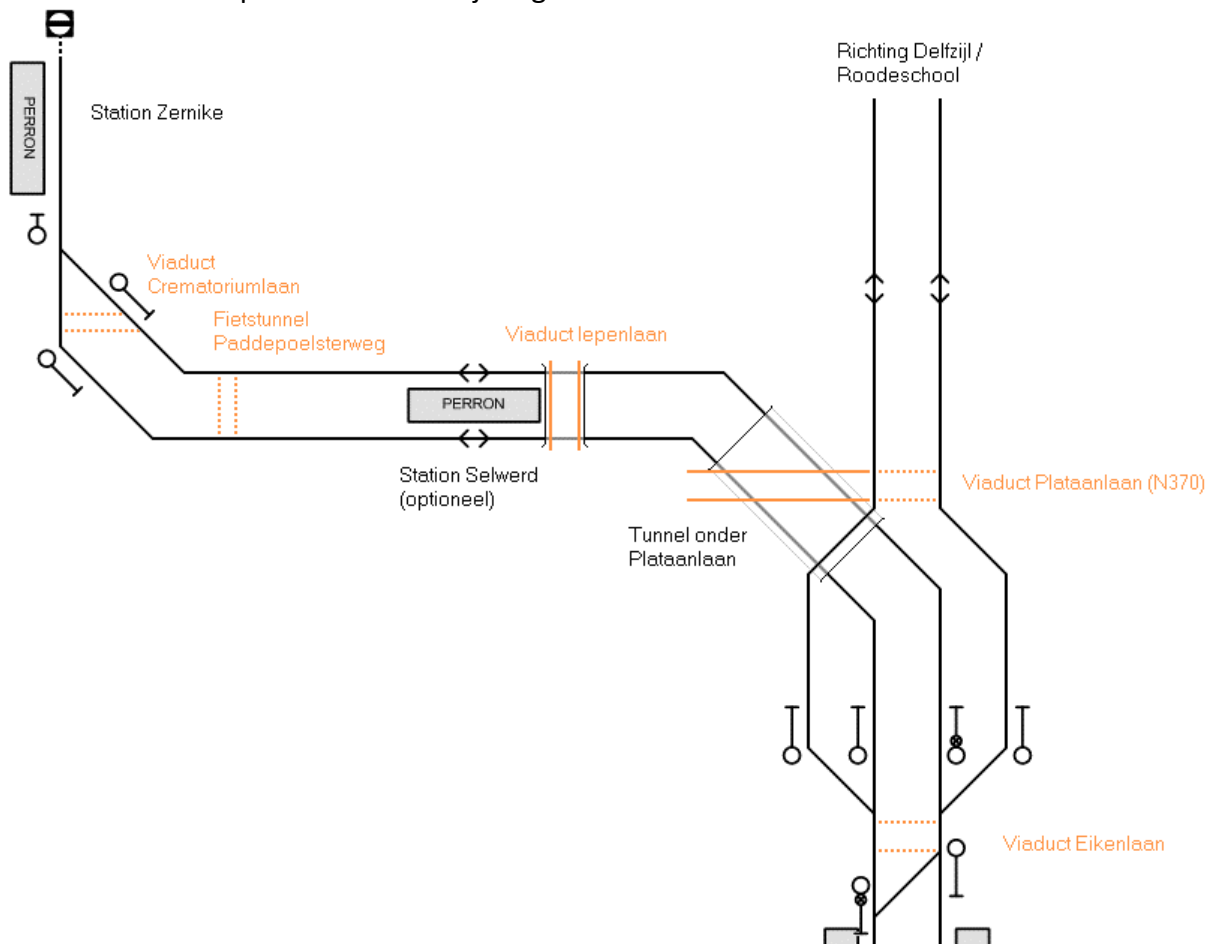 Richting Delfzijl /
Roodeschool
PERRON
Station Zernike
Viaduct
Crematoriumlaan
Fietstunnel
Paddepoelsterweg
Viaduct Iepenlaan
PERRON
Station Selwerd
(optioneel)
Viaduct Plataanlaan (N370)
Tunnel onder
Plataanlaan
Viaduct Eikenlaan